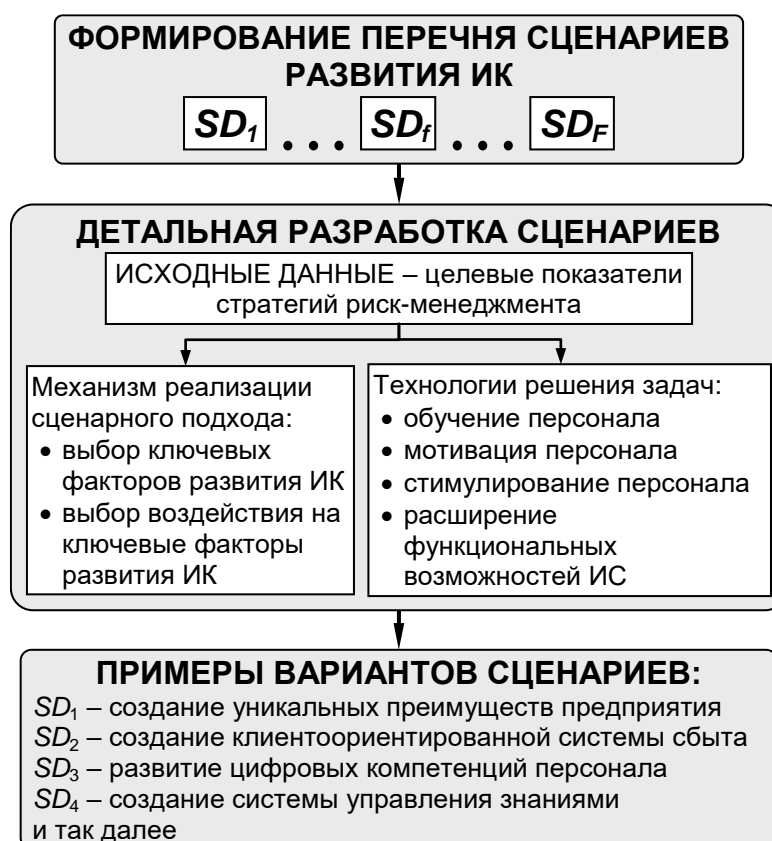 ФОРМИРОВАНИЕ ПЕРЕЧНЯ СЦЕНАРИЕВ
РАЗВИТИЯ ИК
SD₁ ... SD_f ... SD_F
ДЕТАЛЬНАЯ РАЗРАБОТКА СЦЕНАРИЕВ
ИСХОДНЫЕ ДАННЫЕ – целевые показатели
стратегий риск-менеджмента
Механизм реализации
сценарного подхода:
• выбор ключевых
факторов развития ИК
• выбор воздействия на
ключевые факторы
развития ИК
Технологии решения задач:
• обучение персонала
• мотивация персонала
• стимулирование персонала
• расширение
функциональных
возможностей ИС
ПРИМЕРЫ ВАРИАНТОВ СЦЕНАРИЕВ:
SD₁ – создание уникальных преимуществ предприятия
SD₂ – создание клиентоориентированной системы сбыта
SD₃ – развитие цифровых компетенций персонала
SD₄ – создание системы управления знаниями
и так далее